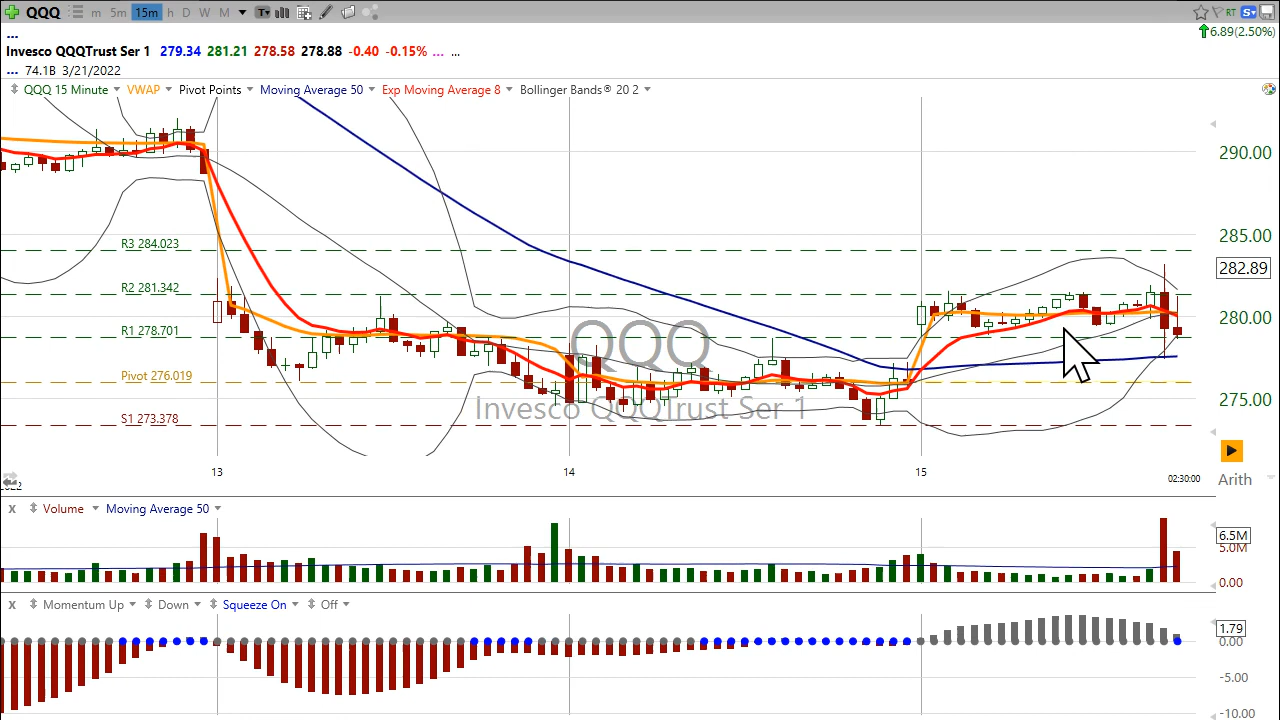 QQQ m 5m 15m h D W M T RT S
... 6.89(2.50%)
Invesco QQQTrust Ser 1 279.34 281.21 278.58 278.88 -0.40 -0.15% ... ...
... 74.1B 3/21/2022
QQQ 15 Minute VWAP Pivot Points Moving Average 50 Exp Moving Average 8 Bollinger Bands® 20 2
290.00
R3 284.023
285.00
282.89
R2 281.342
280.00
R1 278.701
QQQ
Pivot 276.019
Invesco QQQTrust Ser 1
275.00
S1 273.378
13 14 15
02:30:00
Arith
x Volume Moving Average 50
6.5M
5.0M
0.00
x Momentum Up Down Squeeze On Off
1.79
0.00
-5.00
-10.00